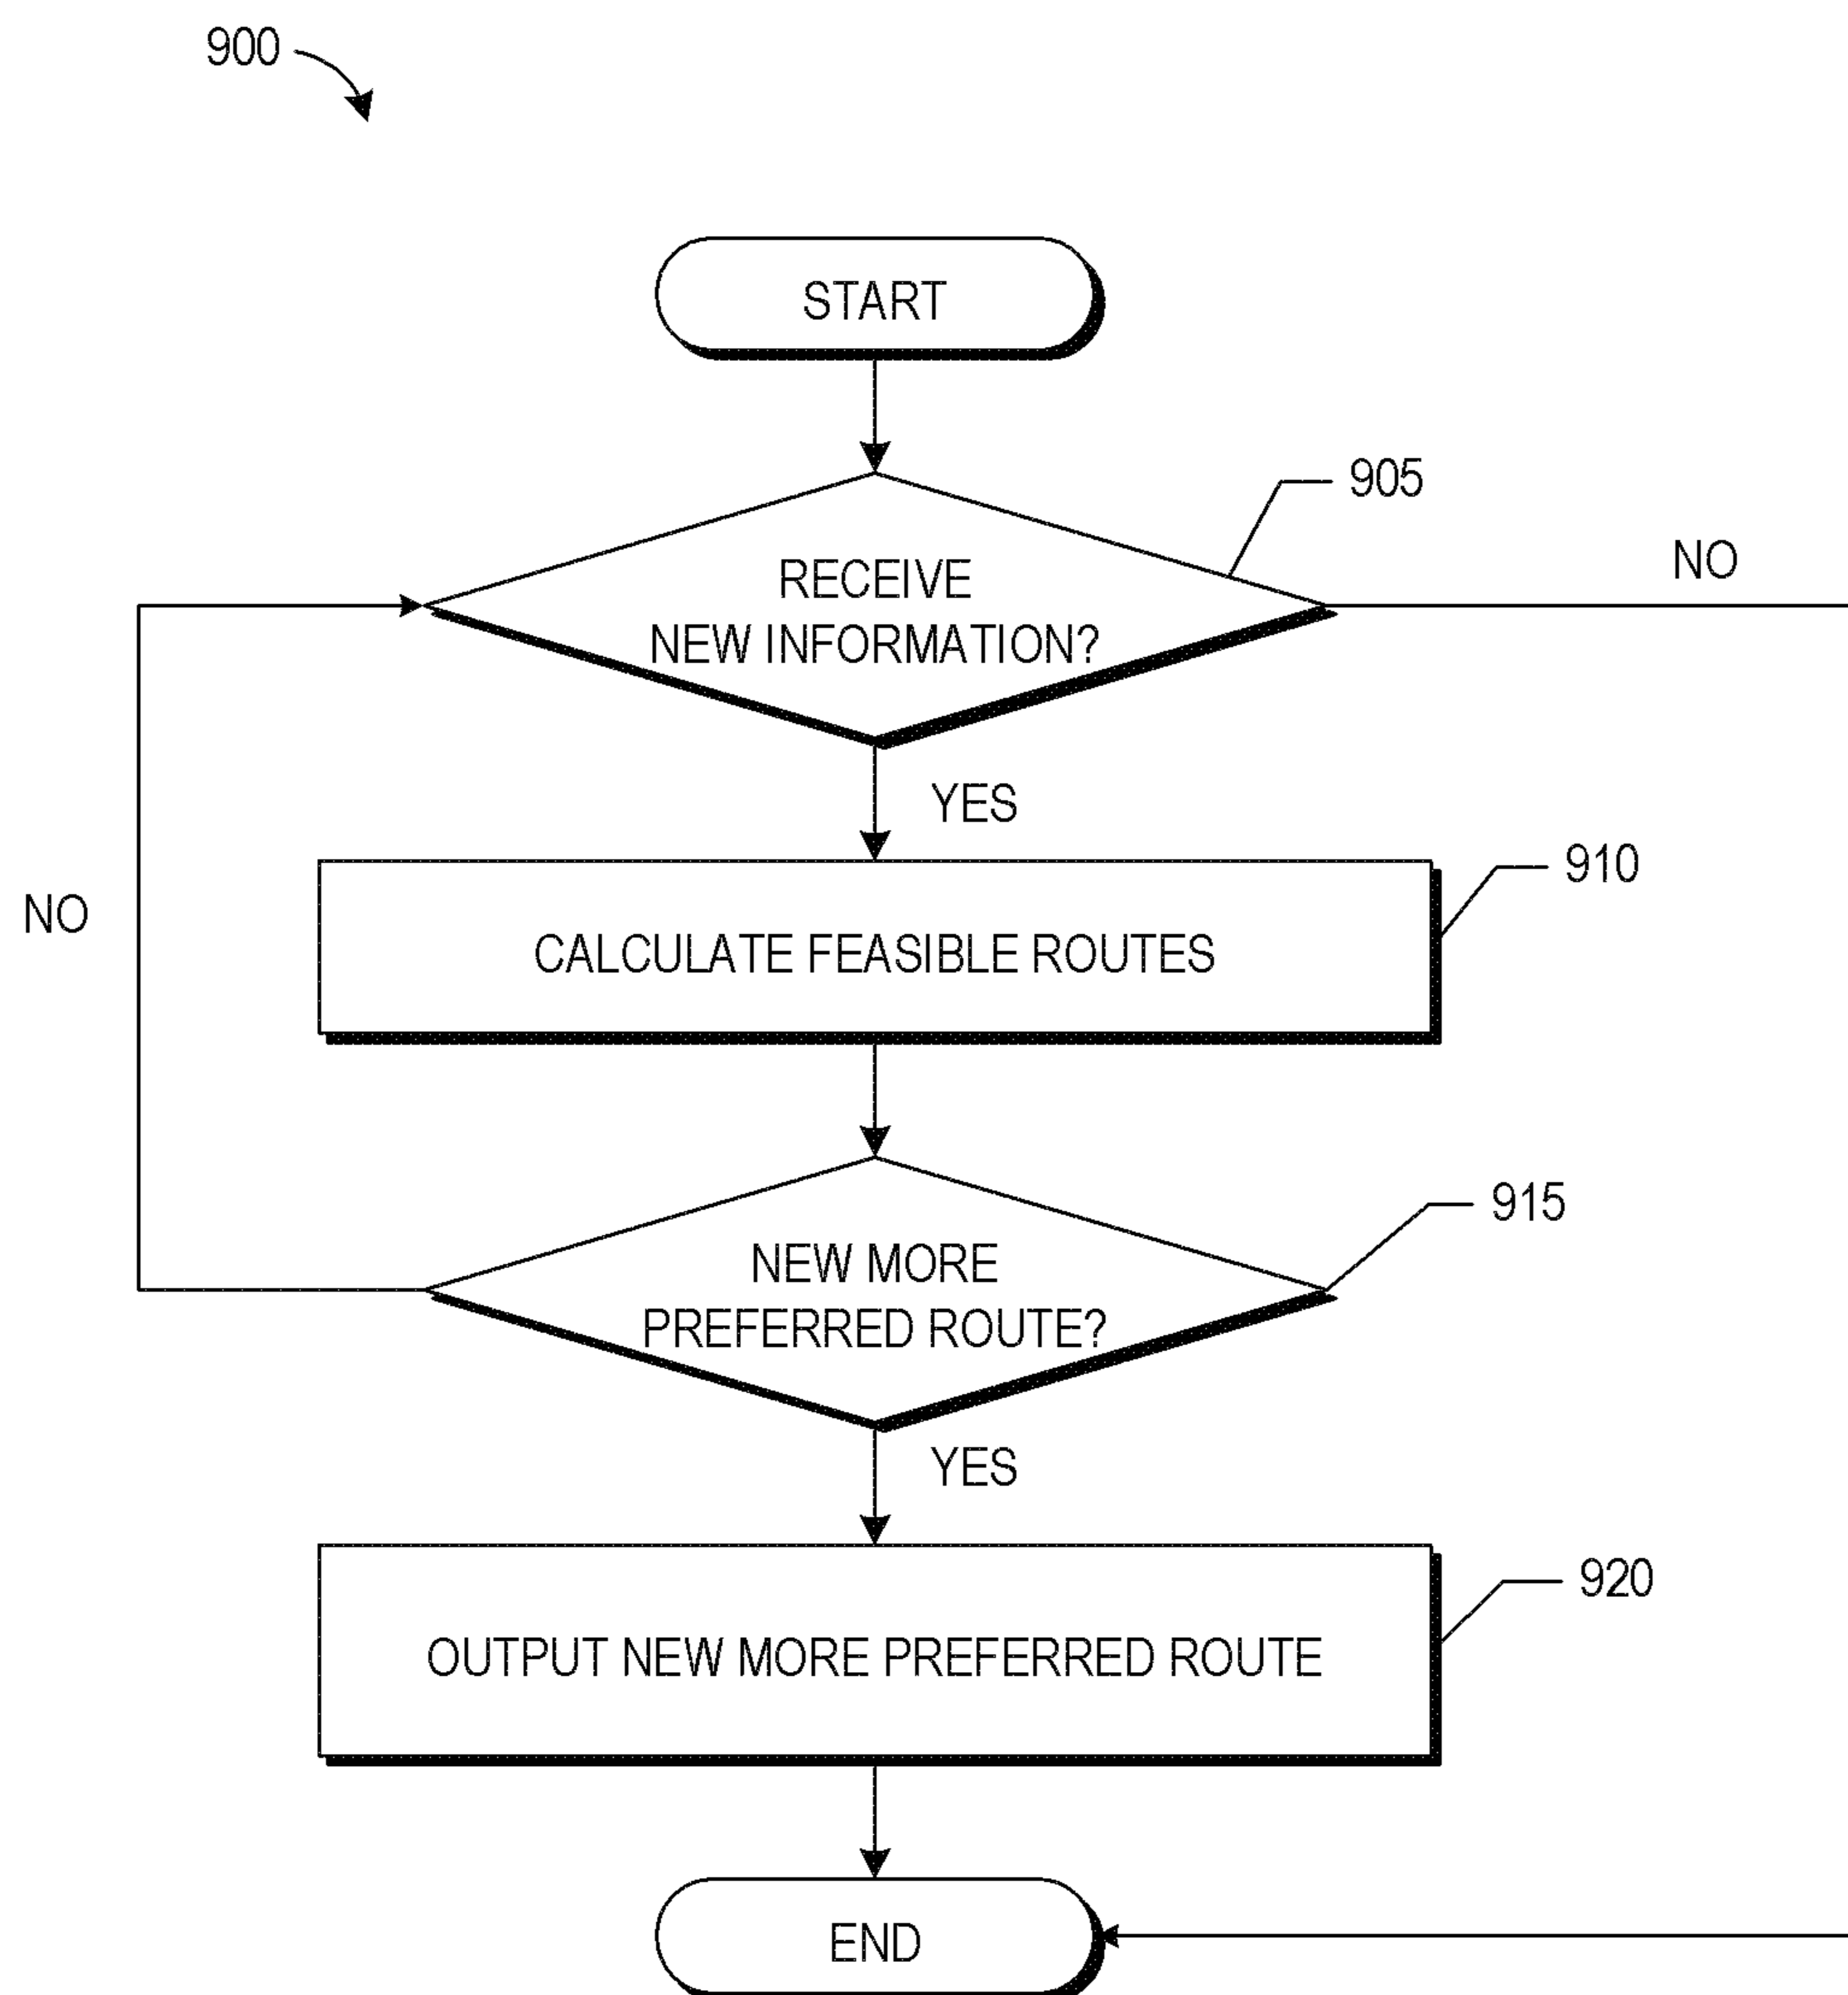 900
START
905
NO
RECEIVE
NEW INFORMATION?
YES
910
NO
CALCULATE FEASIBLE ROUTES
915
NEW MORE
PREFERRED ROUTE?
YES
920
OUTPUT NEW MORE PREFERRED ROUTE
END